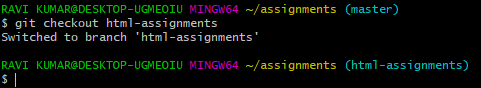 RAVI KUMAR@DESKTOP-UGMEOIU MINGW64 ~/assignments (master)
$ git checkout html-assignments
Switched to branch 'html-assignments'
RAVI KUMAR@DESKTOP-UGMEOIU MINGW64 ~/assignments (html-assignments)
$